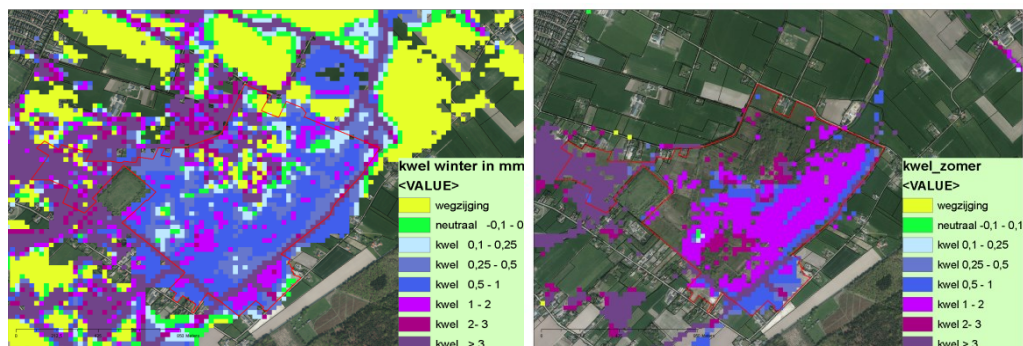 kwel winter in mm
<VALUE>
wegzijging
neutraal -0,1 - 0
kwel 0,1 - 0,25
kwel 0,25 - 0,5
kwel 0,5 - 1
kwel 1 - 2
kwel 2- 3
kwel > 3
kwel_zomer
<VALUE>
wegzijging
neutraal -0,1 - 0,1
kwel 0,1 - 0,25
kwel 0,25 - 0,5
kwel 0,5 - 1
kwel 1 - 2
kwel 2- 3
kwel > 3